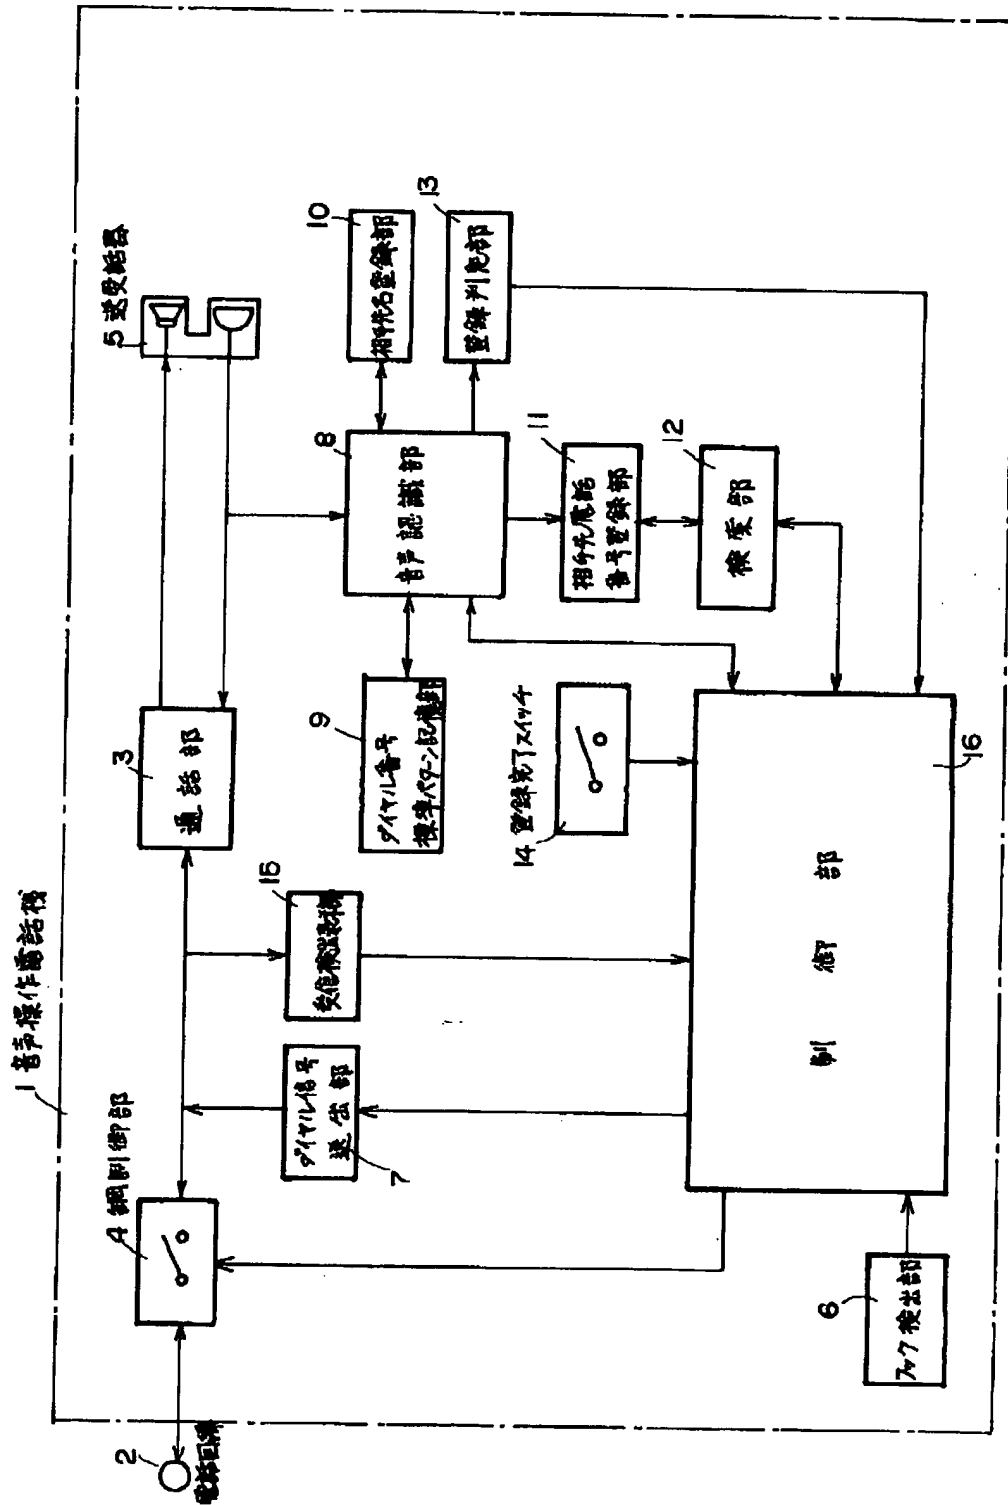 1 音声操作電話機
2
電話回線
4 網制御部
3
通話部
5 送受話器
ダイヤル信号
送出部
7
15
ダイヤル番号
標準パターン記憶部
9
8
音声認識部
10
相手先名登録部
13
登録判定部
11
相手先電話
番号登録部
12
検索部
14 登録完了スイッチ
6
フック検出部
制御部
16